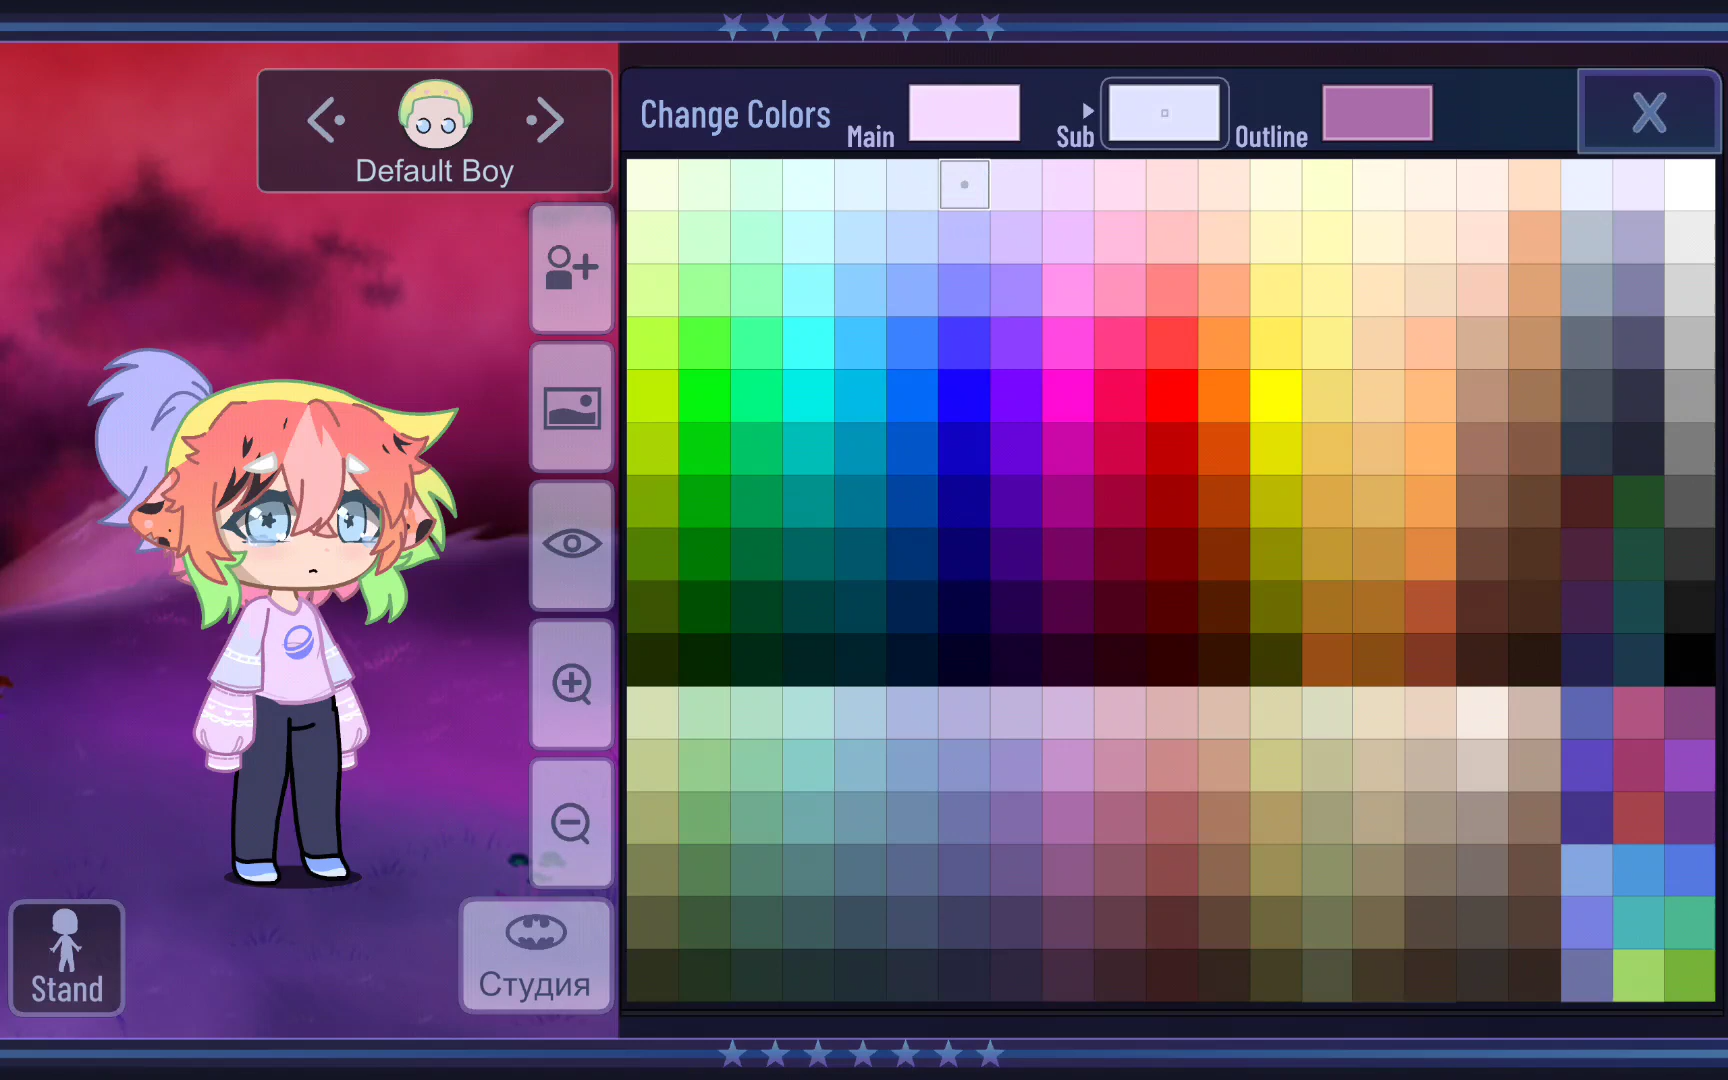 Default Boy
Change Colors
Main
Sub
Outline
X
Stand
Студия